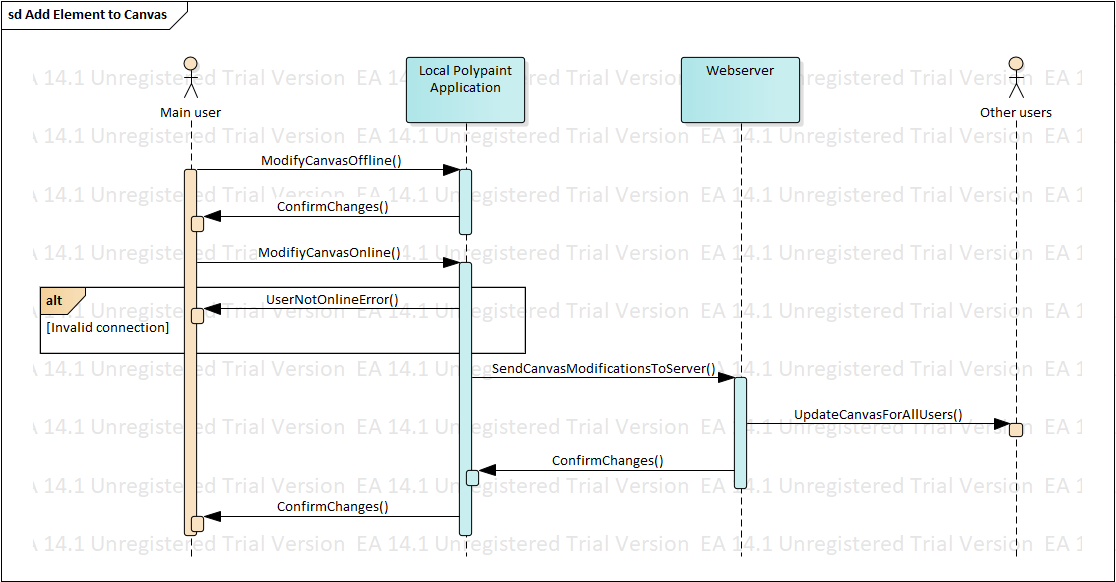 sd Add Element to Canvas
Main user
Local Polypaint
Application
Webserver
Other users
ModifyCanvasOffline()
ConfirmChanges()
ModifiyCanvasOnline()
alt
UserNotOnlineError()
[Invalid connection]
SendCanvasModificationsToServer()
UpdateCanvasForAllUsers()
ConfirmChanges()
ConfirmChanges()
EA 14.1 Unregistered Trial Version